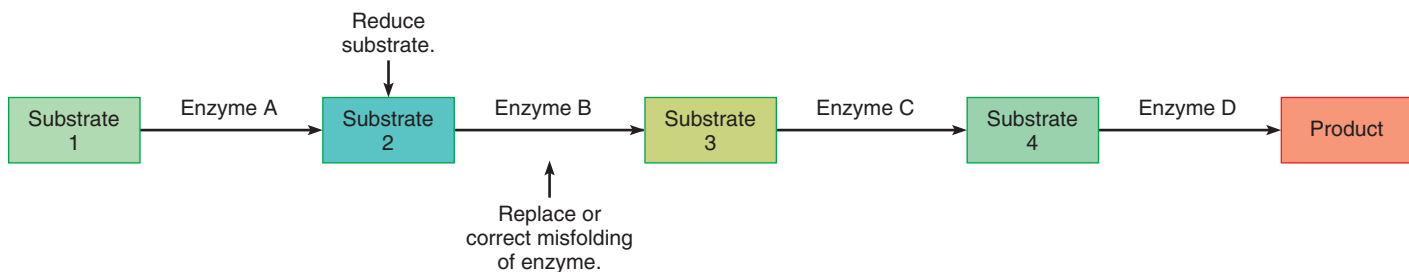 Reduce
substrate.
Substrate
1
Enzyme A
Substrate
2
Enzyme B
Substrate
3
Enzyme C
Substrate
4
Enzyme D
Product
Replace or
correct misfolding
of enzyme.